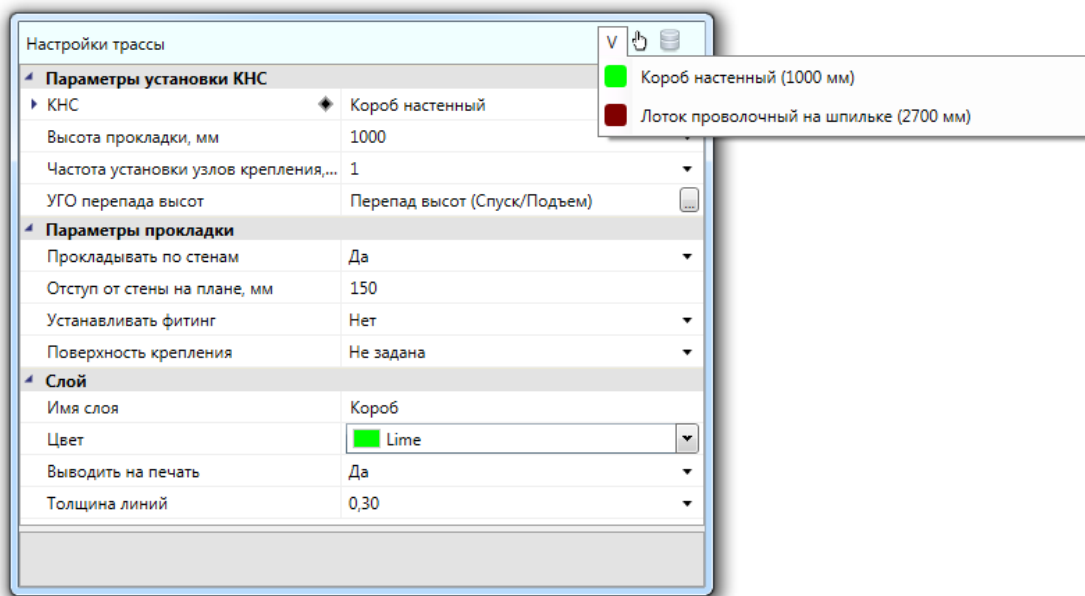 Настройки трассы
V
Короб настенный (1000 мм)
Лоток проволочный на шпильке (2700 мм)
Параметры установки КНС
КНС Короб настенный
Высота прокладки, мм 1000
Частота установки узлов крепления,... 1
УГО перепада высот Перепад высот (Спуск/Подъем) ...
Параметры прокладки
Прокладывать по стенам Да
Отступ от стены на плане, мм 150
Устанавливать фитинг Нет
Поверхность крепления Не задана
Слой
Имя слоя Короб
Цвет Lime
Выводить на печать Да
Толщина линий 0,30